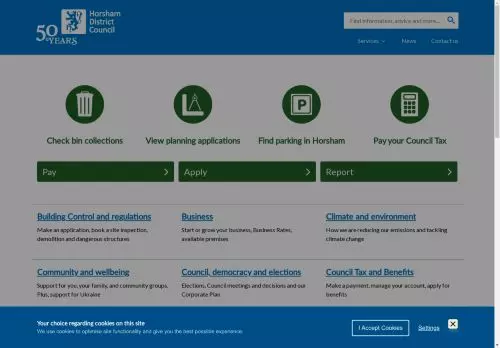 50 YEARS
Horsham
District
Council
Find information, advice and more...
Services
News
Contact us
Check bin collections
View planning applications
Find parking in Horsham
Pay your Council Tax
Pay
Apply
Report
Building Control and regulations
Make an application, book a site inspection,
demolition and dangerous structures
Business
Start or grow your business, Business Rates,
available premises
Climate and environment
How we are reducing our emissions and tackling
climate change
Community and wellbeing
Support for you, your family, and community groups.
Plus, support for Ukraine
Council, democracy and elections
Elections, Council meetings and decisions and our
Corporate Plan
Council Tax and Benefits
Make a payment, manage your account, apply for
benefits
Your choice regarding cookies on this site
We use cookies to optimise site functionality and give you the best possible experience.
I Accept Cookies
Settings